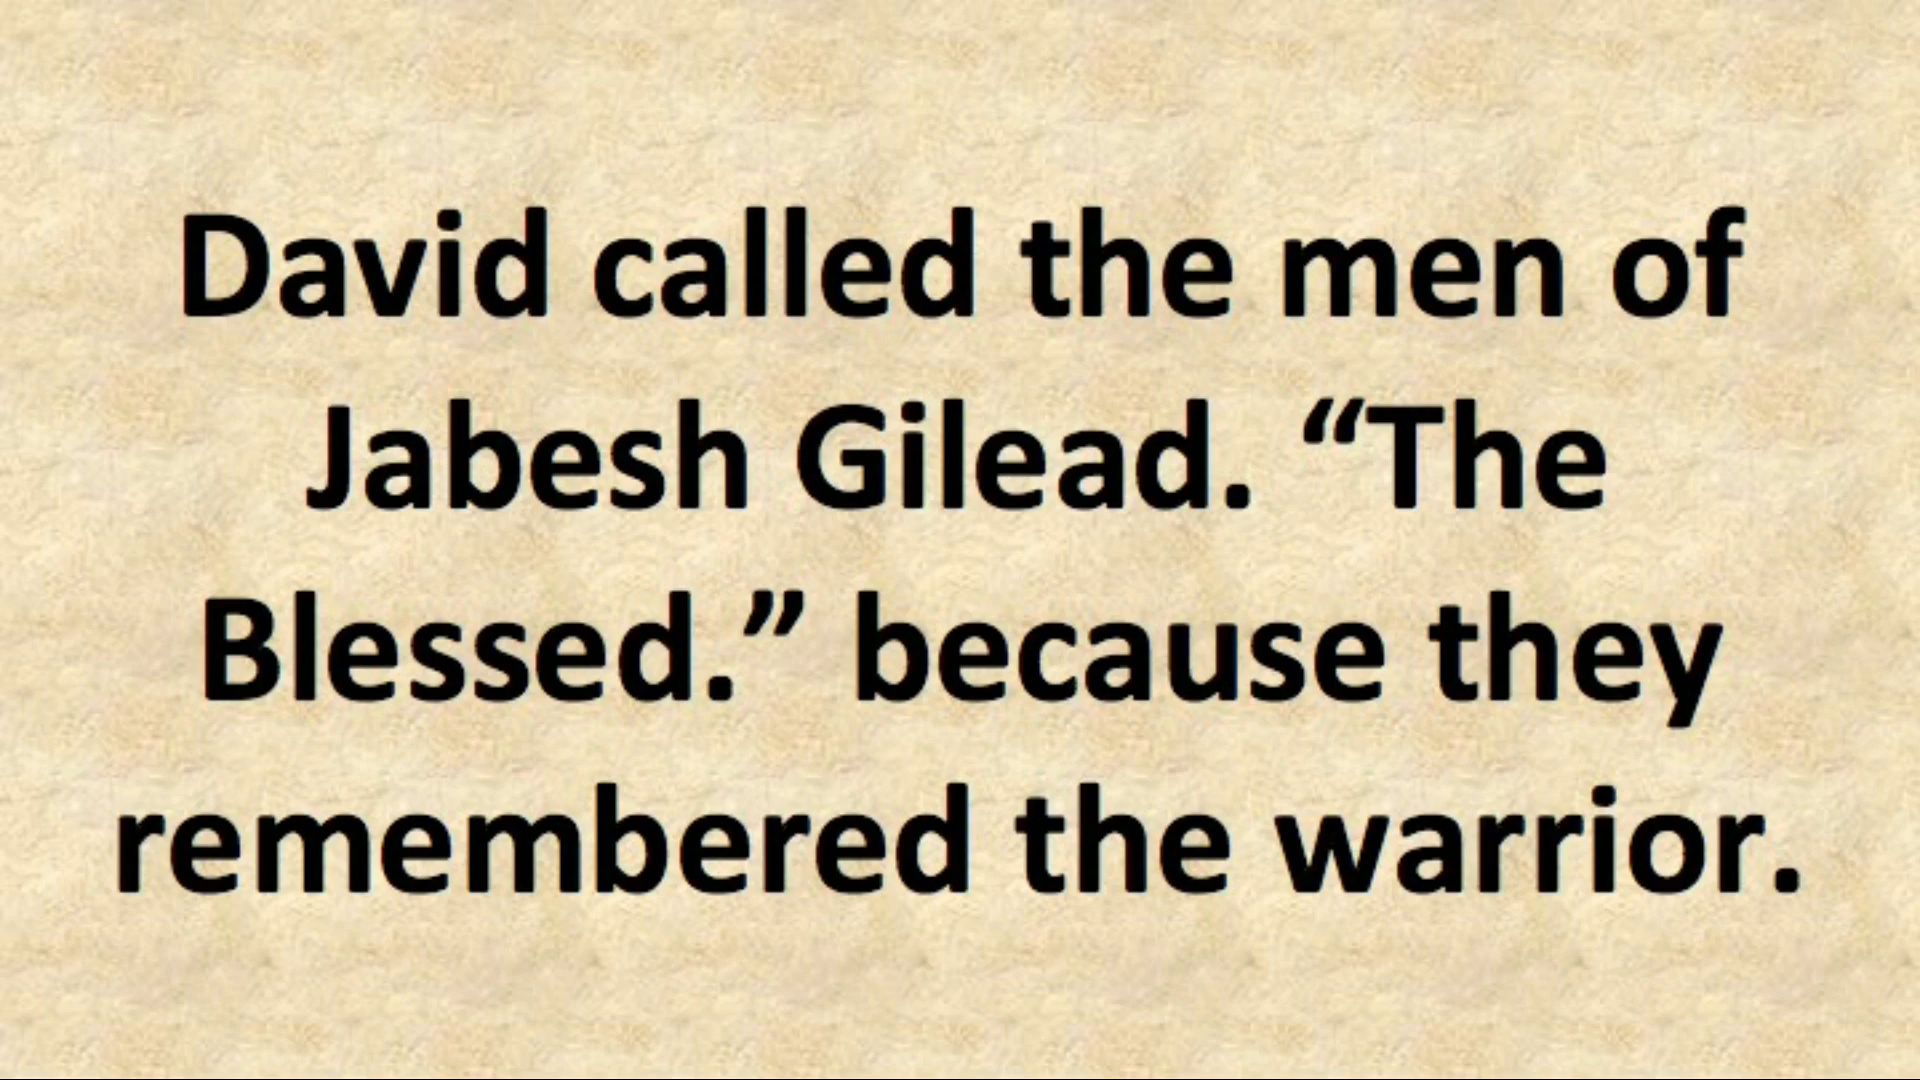 David called the men of
Jabesh Gilead. “The
Blessed.” because they
remembered the warrior.